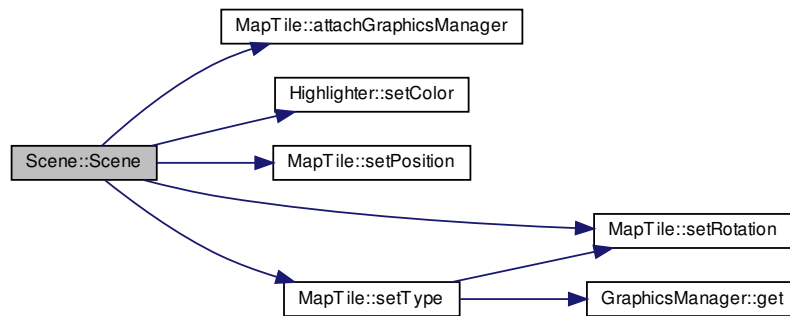 MapTile::attachGraphicsManager
Highlighter::setColor
Scene::Scene
MapTile::setPosition
MapTile::setRotation
MapTile::setType
GraphicsManager::get